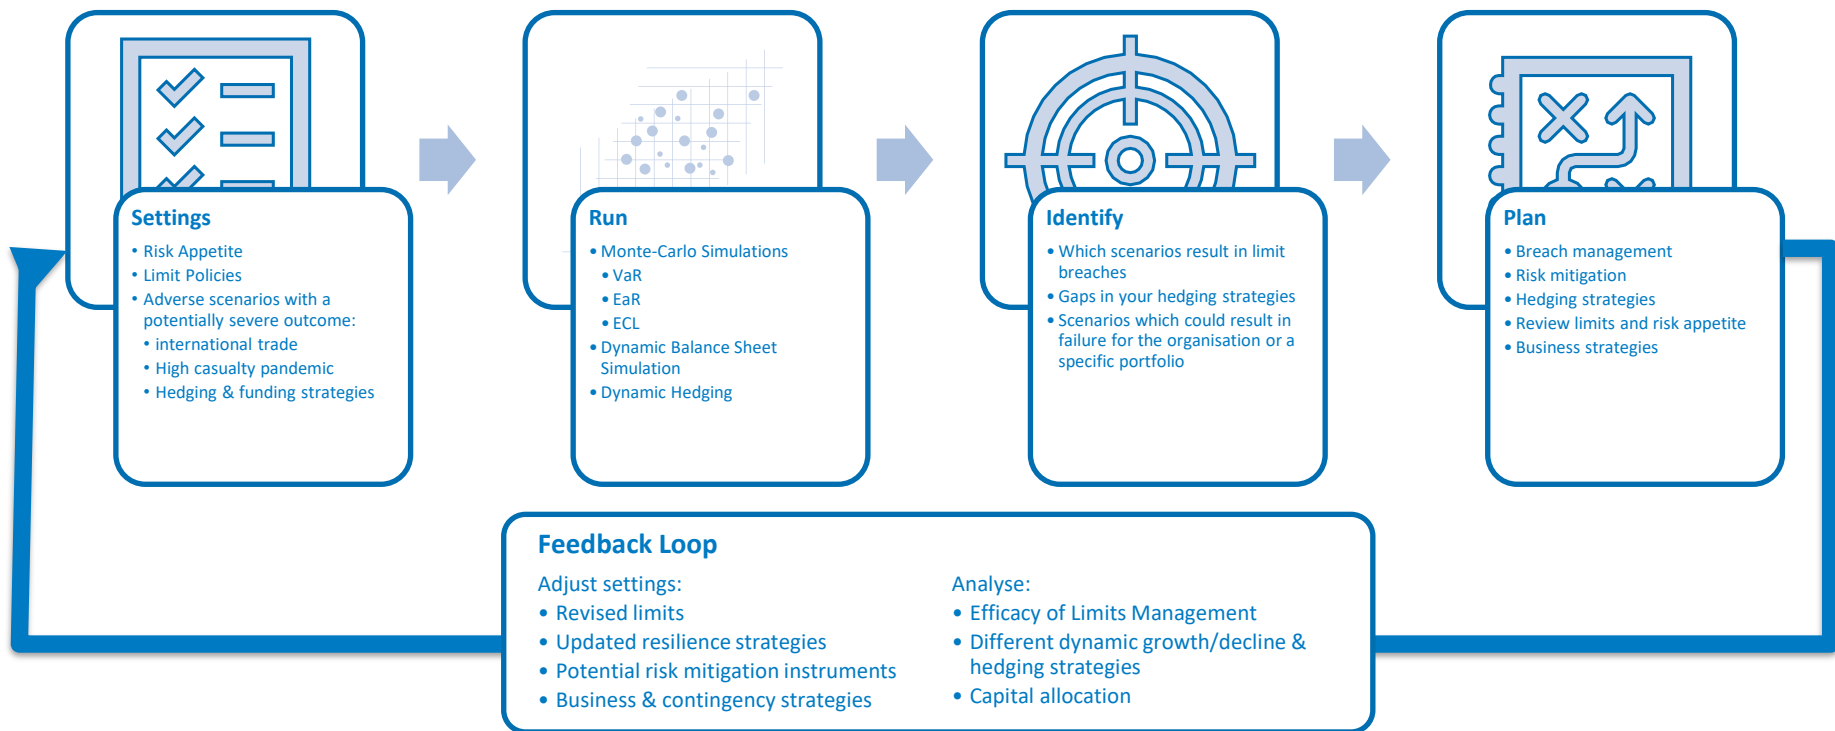 Settings
• Risk Appetite
• Limit Policies
• Adverse scenarios with a
potentially severe outcome:
• international trade
• High casualty pandemic
• Hedging & funding strategies
Run
• Monte-Carlo Simulations
• VaR
• EaR
• ECL
• Dynamic Balance Sheet
Simulation
• Dynamic Hedging
Identify
• Which scenarios result in limit
breaches
• Gaps in your hedging strategies
• Scenarios which could result in
failure for the organisation or a
specific portfolio
Plan
• Breach management
• Risk mitigation
• Hedging strategies
• Review limits and risk appetite
• Business strategies
Feedback Loop
Adjust settings:
• Revised limits
• Updated resilience strategies
• Potential risk mitigation instruments
• Business & contingency strategies
Analyse:
• Efficacy of Limits Management
• Different dynamic growth/decline &
hedging strategies
• Capital allocation